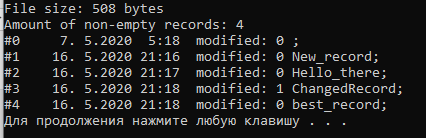 File size: 508 bytes
Amount of non-empty records: 4
#0     7. 5.2020  5:18  modified: 0 ;
#1    16. 5.2020 21:16  modified: 0 New_record;
#2    16. 5.2020 21:17  modified: 0 Hello_there;
#3    16. 5.2020 21:18  modified: 1 ChangedRecord;
#4    16. 5.2020 21:18  modified: 0 best_record;
Для продолжения нажмите любую клавишу . . .